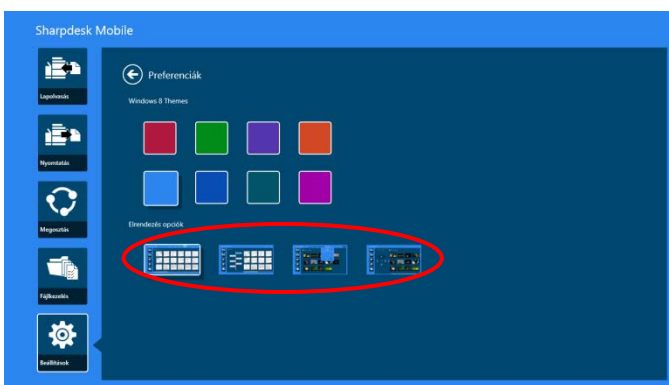 Sharpdesk Mobile
Lapolvasás
Nyomtatás
Megosztás
Fájlkezelés
Beállítások
Preferenciák
Windows 8 Themes
Elrendezés opciók